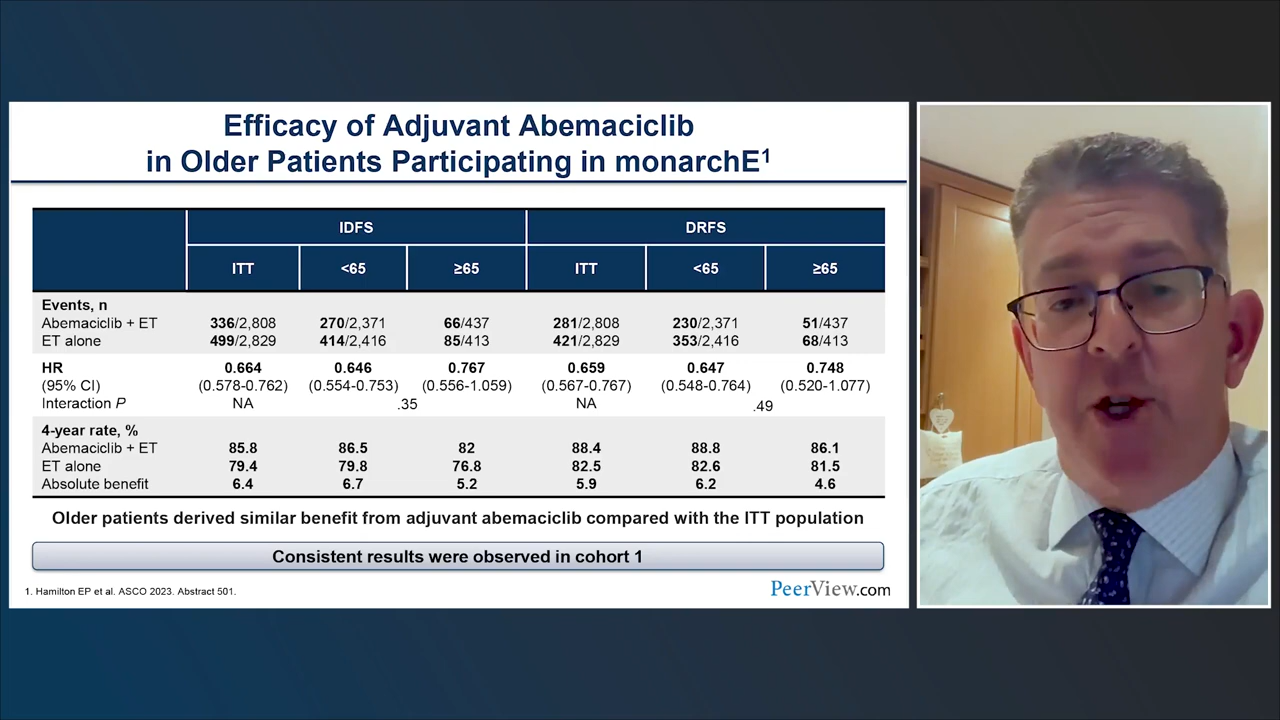 Efficacy of Adjuvant Abemaciclib
in Older Patients Participating in monarchE¹
IDFS DRFS
ITT <65 ≥65 ITT <65 ≥65
Events, n
Abemaciclib + ET 336/2,808 270/2,371 66/437 281/2,808 230/2,371 51/437
ET alone 499/2,829 414/2,416 85/413 421/2,829 353/2,416 68/413
HR 0.664 0.646 0.767 0.659 0.647 0.748
(95% CI) (0.578-0.762) (0.554-0.753) (0.556-1.059) (0.567-0.767) (0.548-0.764) (0.520-1.077)
Interaction P NA .35 NA .49
4-year rate, %
Abemaciclib + ET 85.8 86.5 82 88.4 88.8 86.1
ET alone 79.4 79.8 76.8 82.5 82.6 81.5
Absolute benefit 6.4 6.7 5.2 5.9 6.2 4.6
Older patients derived similar benefit from adjuvant abemaciclib compared with the ITT population
Consistent results were observed in cohort 1
1. Hamilton EP et al. ASCO 2023. Abstract 501.
PeerView.com